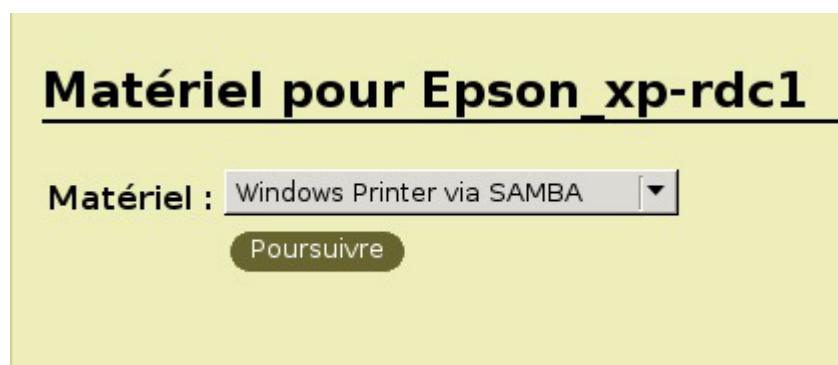 Matériel pour Epson_xp-rdc1
Matériel : Windows Printer via SAMBA
Poursuivre